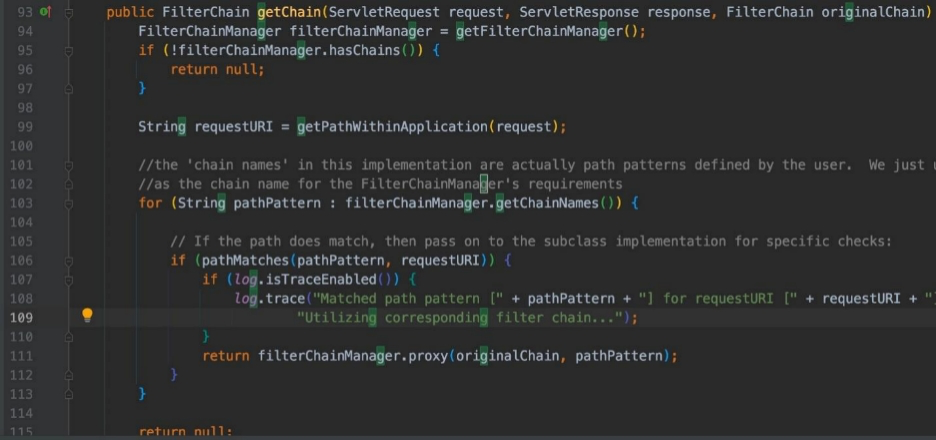 93 public FilterChain getChain(ServletRequest request, ServletResponse response, FilterChain originalChain)
94 FilterChainManager filterChainManager = getFilterChainManager();
95 if (!filterChainManager.hasChains()) {
96 return null;
97 }
98
99 String requestURI = getPathWithinApplication(request);
100
101 //the 'chain names' in this implementation are actually path patterns defined by the user. We just
102 //as the chain name for the FilterChainManager's requirements
103 for (String pathPattern : filterChainManager.getChainNames()) {
104
105 // If the path does match, then pass on to the subclass implementation for specific checks:
106 if (pathMatches(pathPattern, requestURI)) {
107 if (log.isTraceEnabled()) {
108 log.trace("Matched path pattern [" + pathPattern + "] for requestURI [" + requestURI + "]
109 "Utilizing corresponding filter chain...");
110 }
111 return filterChainManager.proxy(originalChain, pathPattern);
112 }
113 }
114
115 return null;